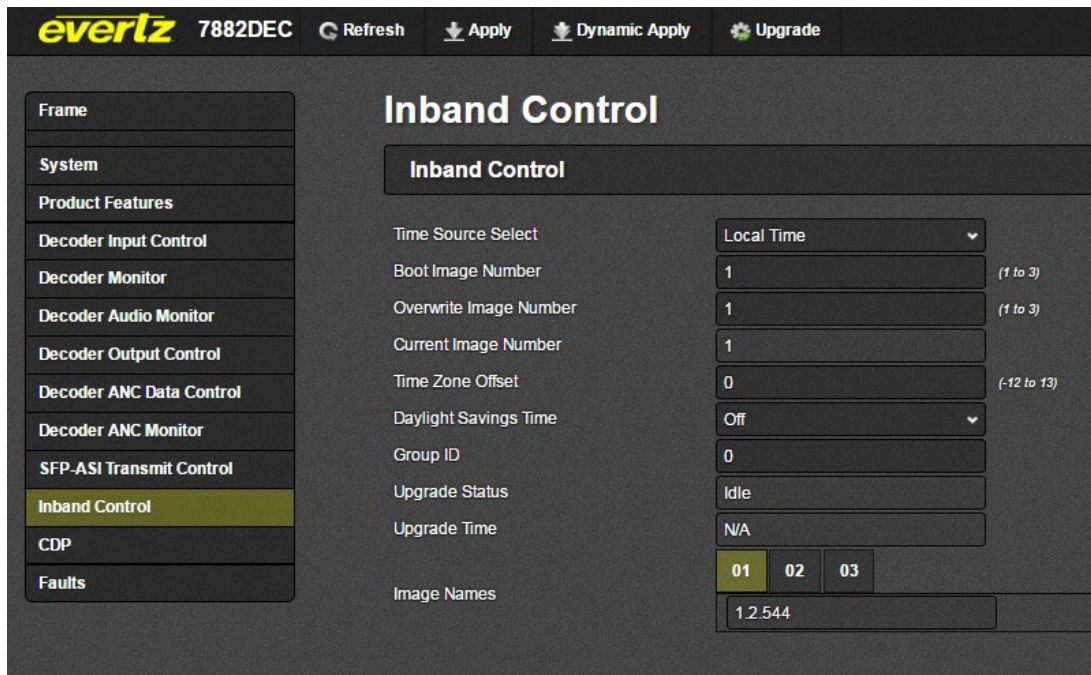 evertz 7882DEC Refresh Apply Dynamic Apply Upgrade
Frame
System
Product Features
Decoder Input Control
Decoder Monitor
Decoder Audio Monitor
Decoder Output Control
Decoder ANC Data Control
Decoder ANC Monitor
SFP-ASI Transmit Control
Inband Control
CDP
Faults
Inband Control
Inband Control
Time Source Select Local Time
Boot Image Number 1 (1 to 3)
Overwrite Image Number 1 (1 to 3)
Current Image Number 1
Time Zone Offset 0 (-12 to 13)
Daylight Savings Time Off
Group ID 0
Upgrade Status Idle
Upgrade Time N/A
Image Names 01 02 03
1.2.544